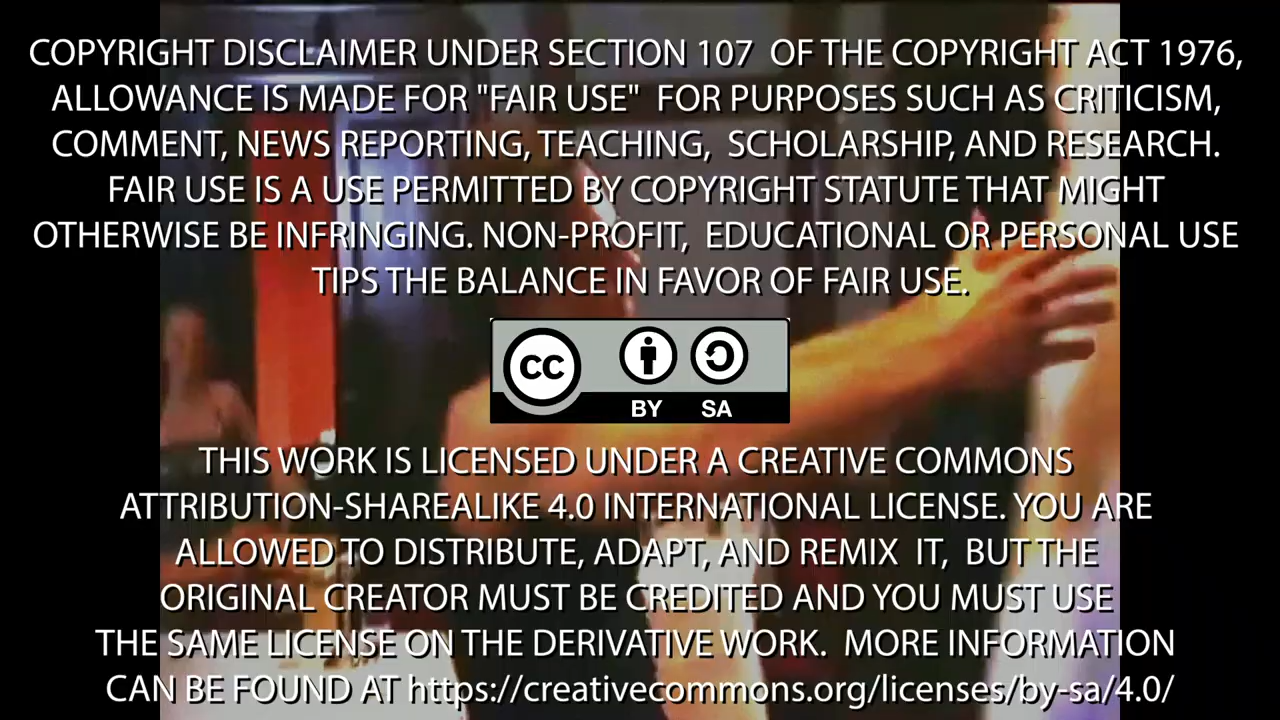 COPYRIGHT DISCLAIMER UNDER SECTION 107 OF THE COPYRIGHT ACT 1976,
ALLOWANCE IS MADE FOR "FAIR USE" FOR PURPOSES SUCH AS CRITICISM,
COMMENT, NEWS REPORTING, TEACHING, SCHOLARSHIP, AND RESEARCH.
FAIR USE IS A USE PERMITTED BY COPYRIGHT STATUTE THAT MIGHT
OTHERWISE BE INFRINGING. NON-PROFIT, EDUCATIONAL OR PERSONAL USE
TIPS THE BALANCE IN FAVOR OF FAIR USE.
CC
BY SA
THIS WORK IS LICENSED UNDER A CREATIVE COMMONS
ATTRIBUTION-SHAREALIKE 4.0 INTERNATIONAL LICENSE. YOU ARE
ALLOWED TO DISTRIBUTE, ADAPT, AND REMIX IT, BUT THE
ORIGINAL CREATOR MUST BE CREDITED AND YOU MUST USE
THE SAME LICENSE ON THE DERIVATIVE WORK. MORE INFORMATION
CAN BE FOUND AT https://creativecommons.org/licenses/by-sa/4.0/